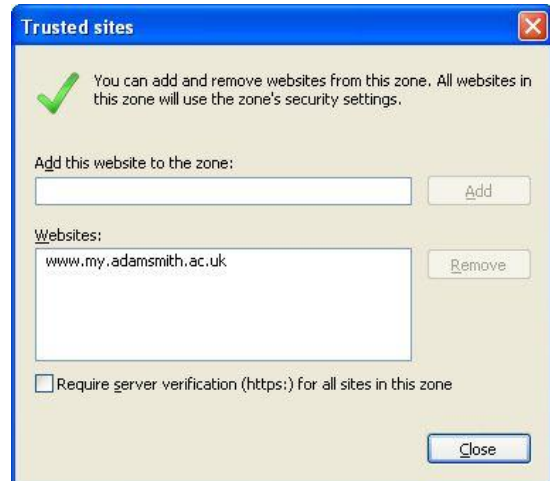 Trusted sites
You can add and remove websites from this zone. All websites in
this zone will use the zone's security settings.
Add this website to the zone:
Add
Websites:
www.my.adamsmith.ac.uk
Remove
Require server verification (https:) for all sites in this zone
Close